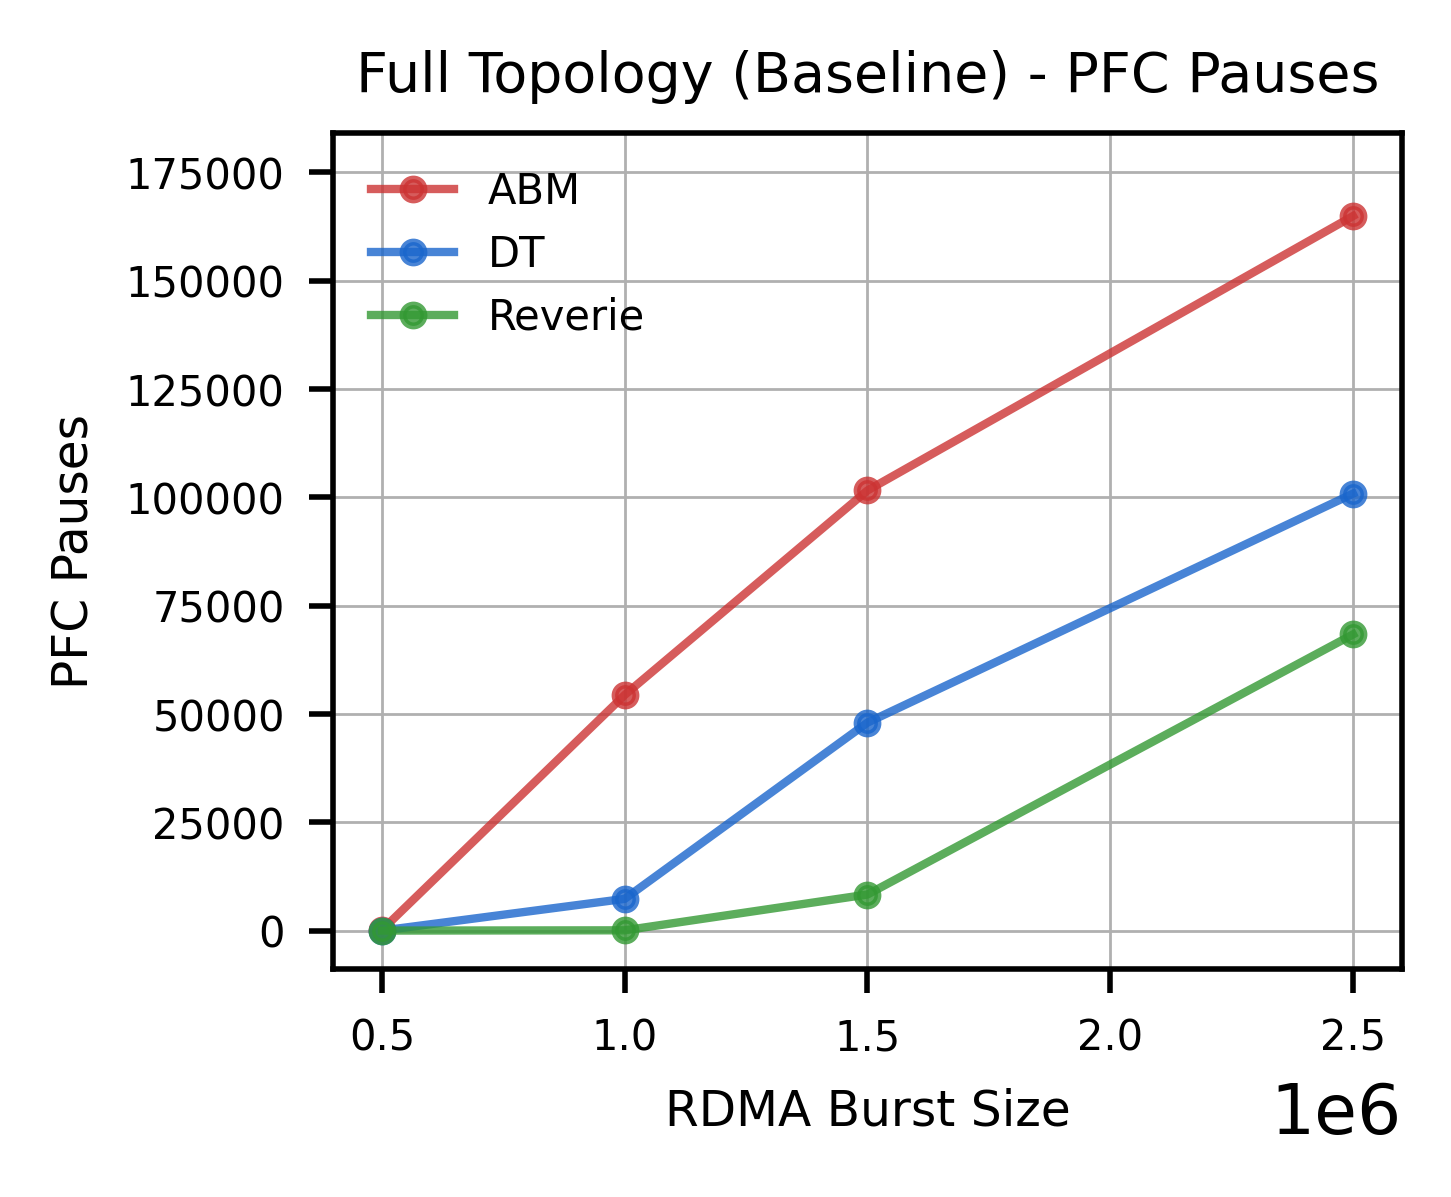 Full Topology (Baseline) - PFC Pauses
ABM
DT
Reverie
175000
150000
125000
100000
75000
50000
25000
0
PFC Pauses
0.5 1.0 1.5 2.0 2.5
RDMA Burst Size
1e6